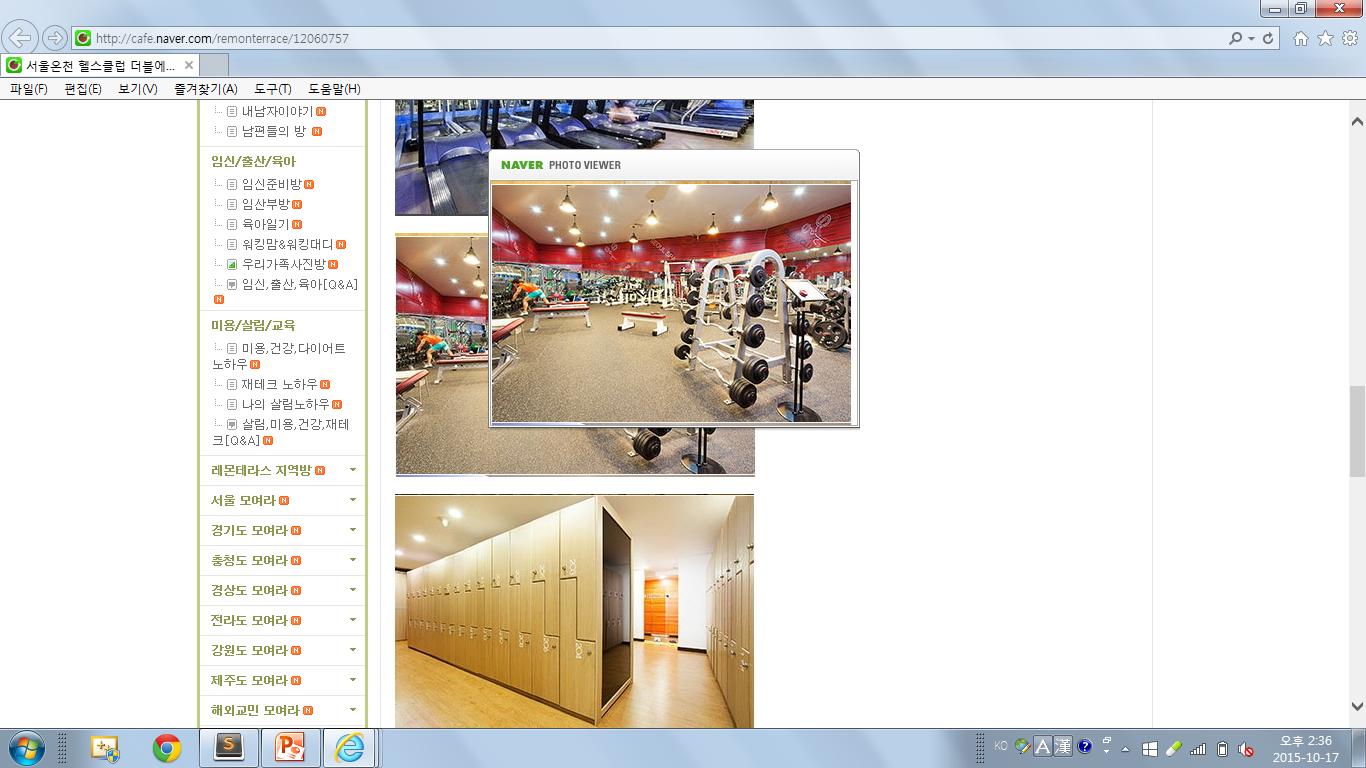 http://cafe.naver.com/remonterrace/12060757
서울온천 헬스클럽 더블에...
파일(F) 편집(E) 보기(V) 즐겨찾기(A) 도구(T) 도움말(H)
내남자이야기 N
남편들의 방 N
임신/출산/육아
임신준비방 N
임산부방 N
육아일기 N
워킹맘&워킹대디 N
우리가족사진방 N
임신,출산,육아[Q&A]
N
미용/살림/교육
미용,건강,다이어트
노하우 N
재테크 노하우 N
나의 살림노하우 N
살림,미용,건강,재테
크[Q&A] N
레몬테라스 지역방 N
서울 모여라 N
경기도 모여라 N
충청도 모여라 N
경상도 모여라 N
전라도 모여라 N
강원도 모여라 N
제주도 모여라 N
해외교민 모여라 N
NAVER PHOTO VIEWER
204
KO A 漢
오후 2:36
2015-10-17